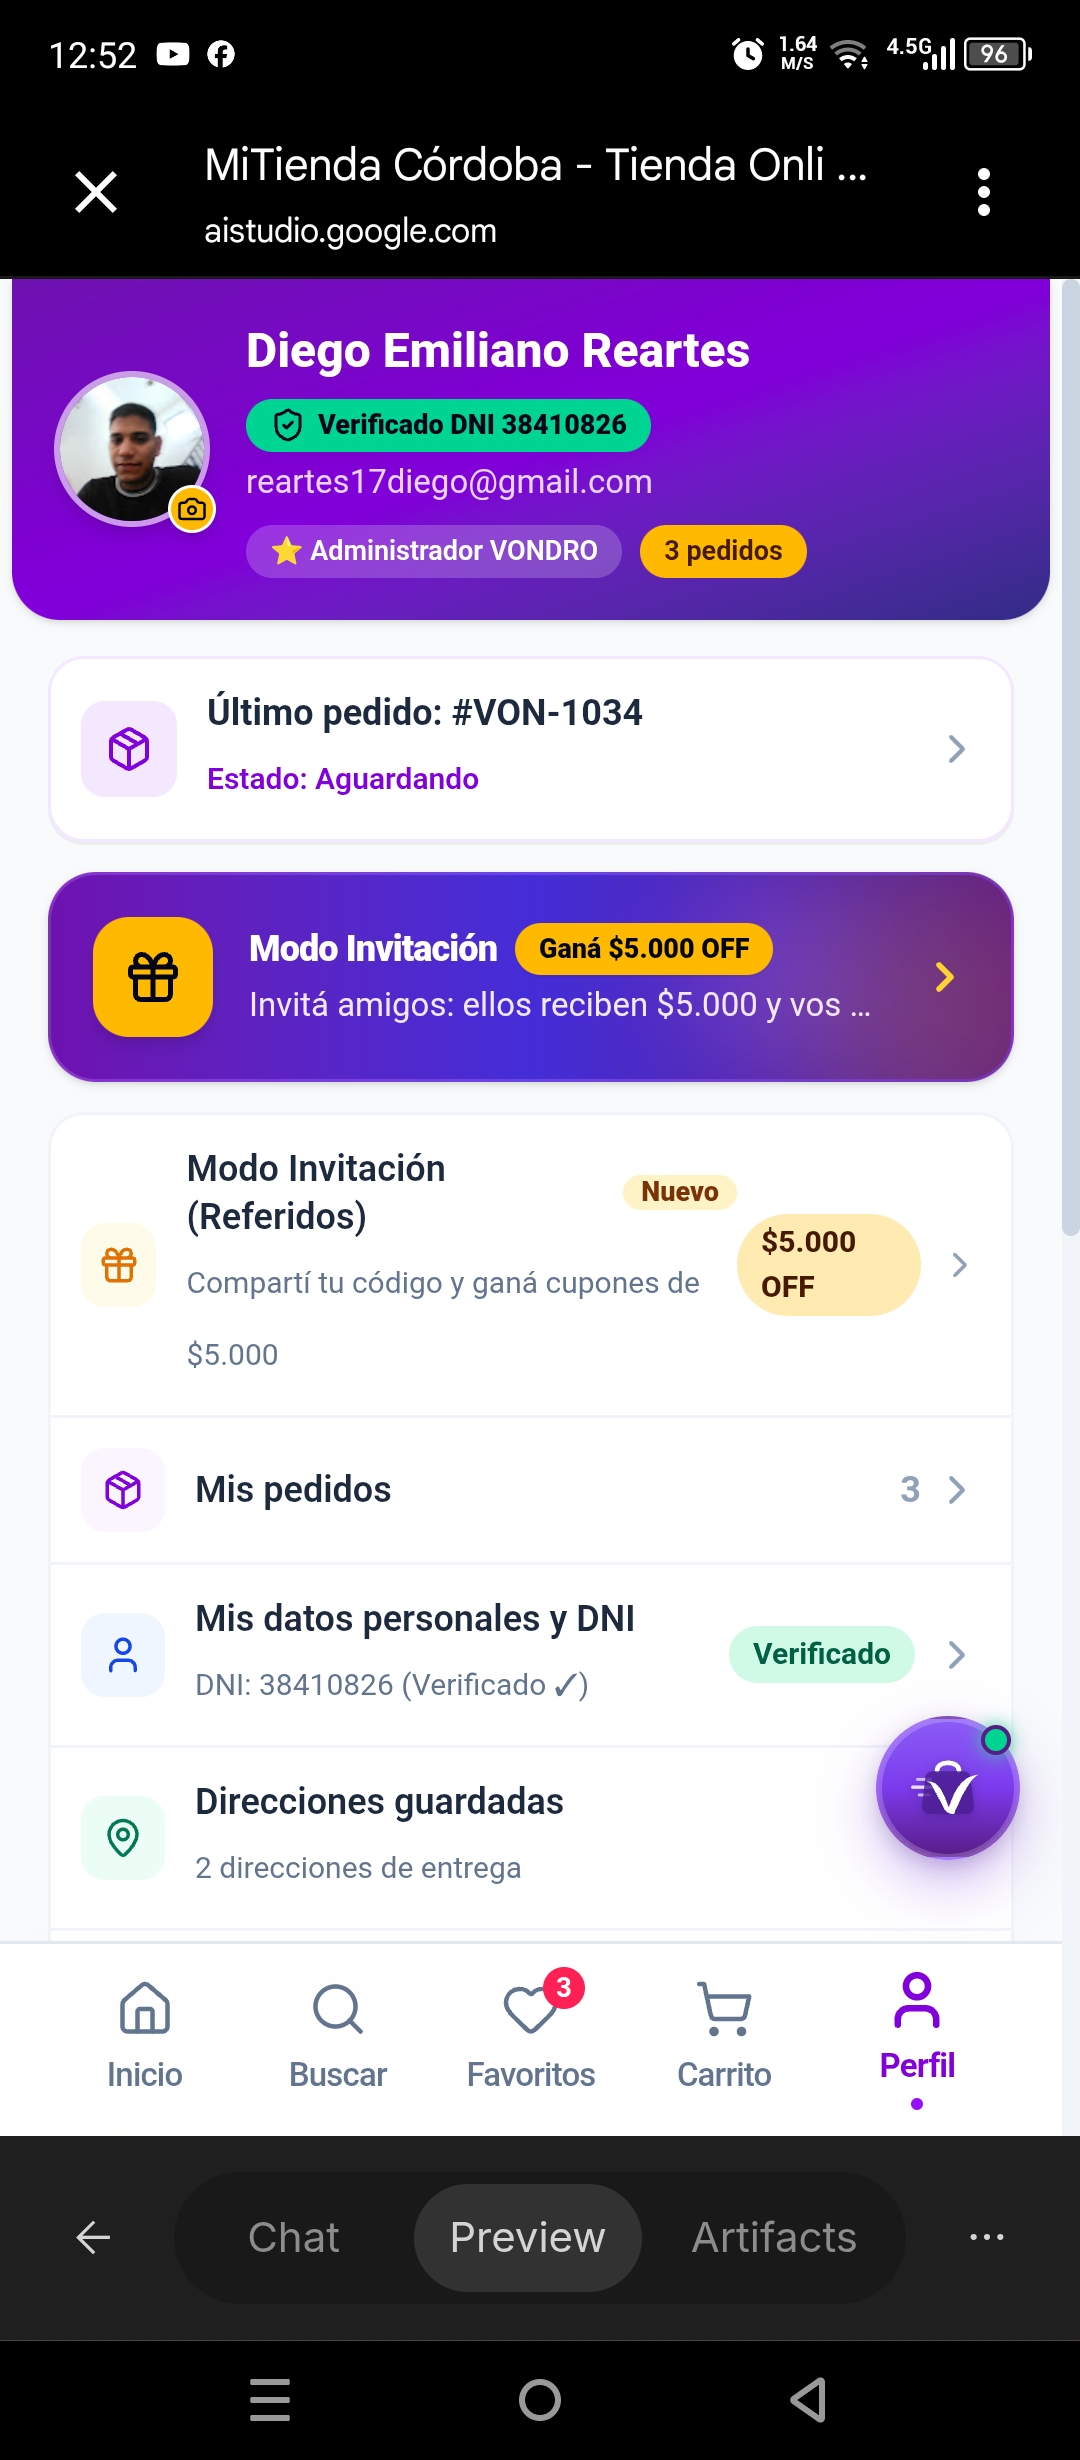 12:52
1.64
M/S
4.5G
96
MiTienda Córdoba - Tienda Onli ...
aistudio.google.com
Diego Emiliano Reartes
Verificado DNI 38410826
reartes17diego@gmail.com
⭐ Administrador VONDRO
3 pedidos
Último pedido: #VON-1034
Estado: Aguardando
Modo Invitación
Ganá $5.000 OFF
Invitá amigos: ellos reciben $5.000 y vos ...
Modo Invitación
(Referidos)
Nuevo
Compartí tu código y ganá cupones de
$5.000
$5.000
OFF
Mis pedidos
3
Mis datos personales y DNI
DNI: 38410826 (Verificado ✓)
Verificado
Direcciones guardadas
2 direcciones de entrega
Inicio
Buscar
3
Favoritos
Carrito
Perfil
Chat
Preview
Artifacts